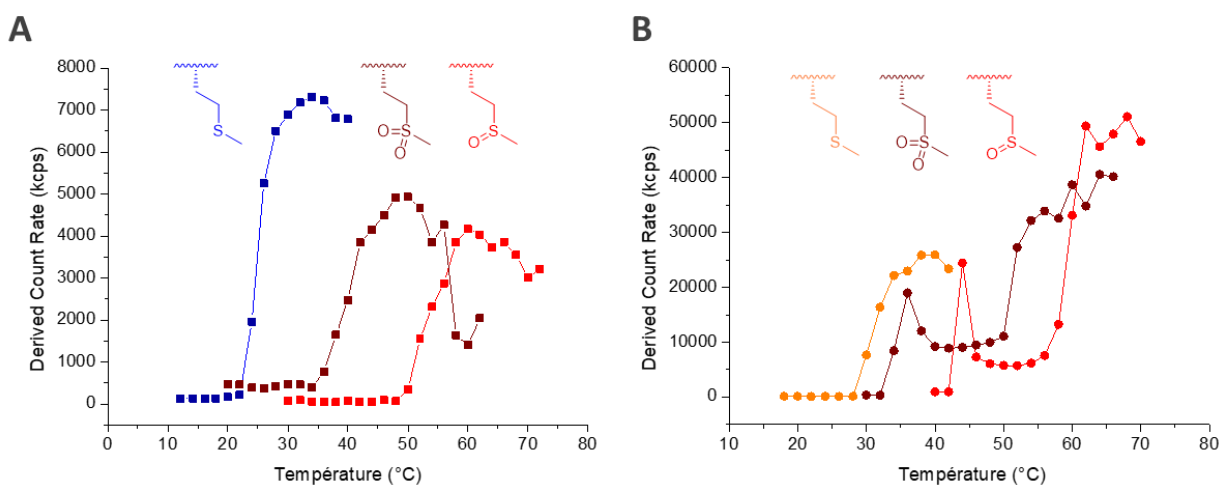 A
B
8000
7000
6000
5000
4000
3000
2000
1000
0
Derived Count Rate (kcps)
0 10 20 30 40 50 60 70 80
Température (°C)
S
O
S
O
S
O
60000
50000
40000
30000
20000
10000
0
Derived Count Rate (kcps)
10 20 30 40 50 60 70 80
Température (°C)
S
O
S
O
S
O